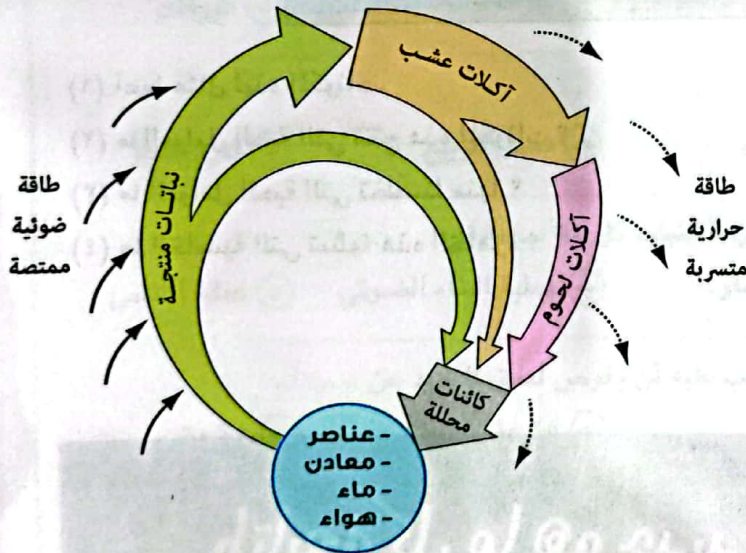 آكلات عشب
نباتات منتجة
طاقة
ضوئية
ممتصة
طاقة
حرارية
متسربة
آكلات لحوم
كائنات
محللة
- عناصر
- معادن
- ماء
- هواء